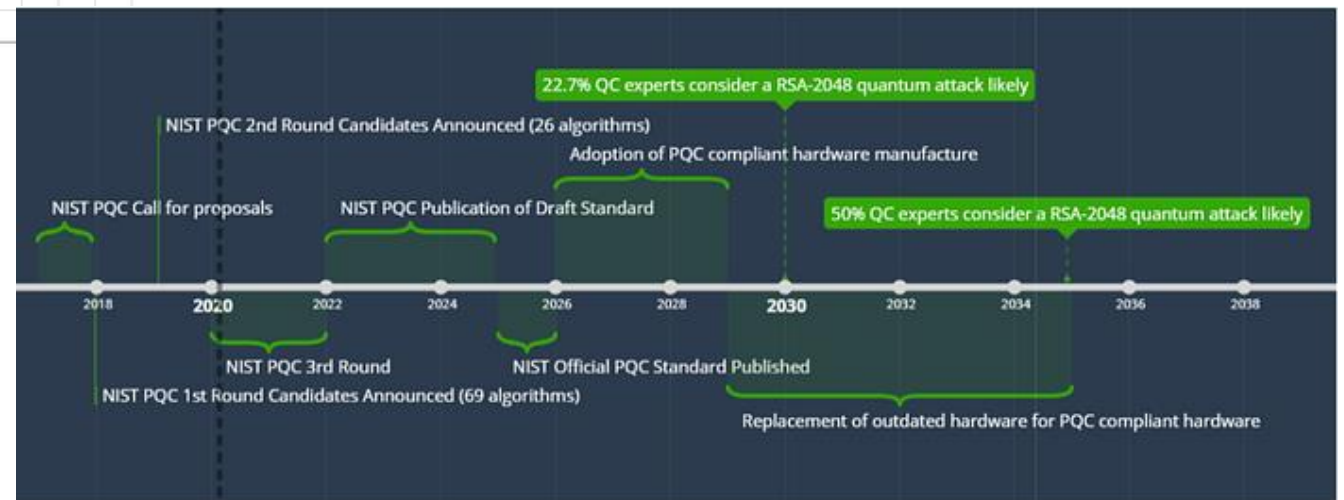 22.7% QC experts consider a RSA-2048 quantum attack likely
NIST PQC 2nd Round Candidates Announced (26 algorithms)
Adoption of PQC compliant hardware manufacture
NIST PQC Call for proposals
NIST PQC Publication of Draft Standard
50% QC experts consider a RSA-2048 quantum attack likely
2018 2020 2022 2024 2026 2028 2030 2032 2034 2036 2038
NIST PQC 3rd Round
NIST Official PQC Standard Published
NIST PQC 1st Round Candidates Announced (69 algorithms)
Replacement of outdated hardware for PQC compliant hardware